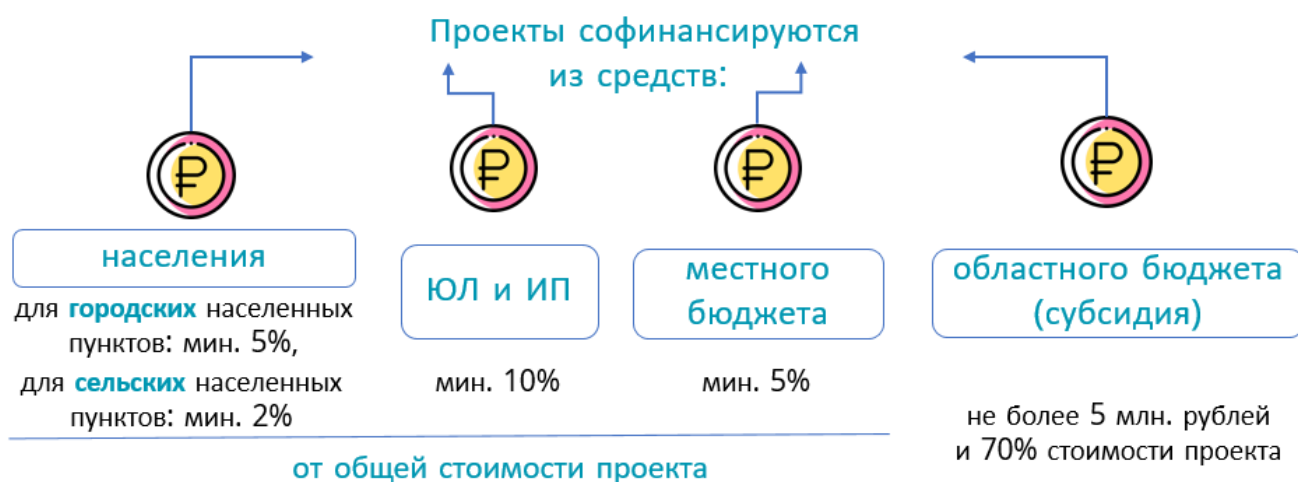 Проекты софинансируются
из средств:
населения
для городских населенных
пунктов: мин. 5%,
для сельских населенных
пунктов: мин. 2%
ЮЛ и ИП
мин. 10%
местного
бюджета
мин. 5%
от общей стоимости проекта
областного бюджета
(субсидия)
не более 5 млн. рублей
и 70% стоимости проекта